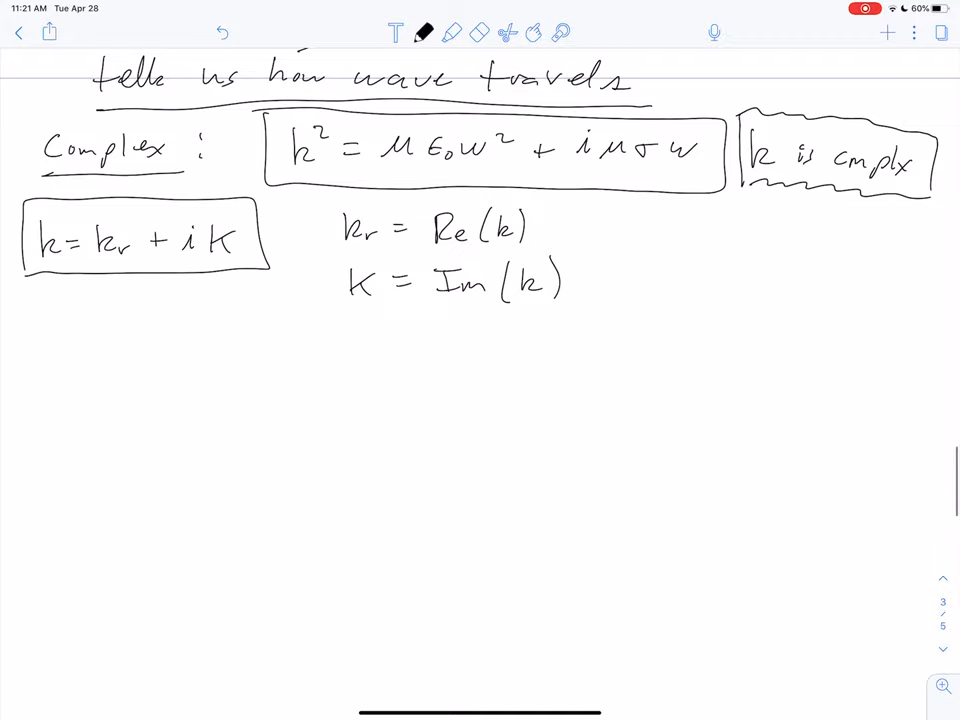 11:21 AM Tue Apr 28
60%
tells us how wave travels
Complex :
k² = μ ε₀ ω² + i μ σ ω
k is cmplx
k = kᵣ + i K
kᵣ = Re(k)
K = Im(k)
3
/
5